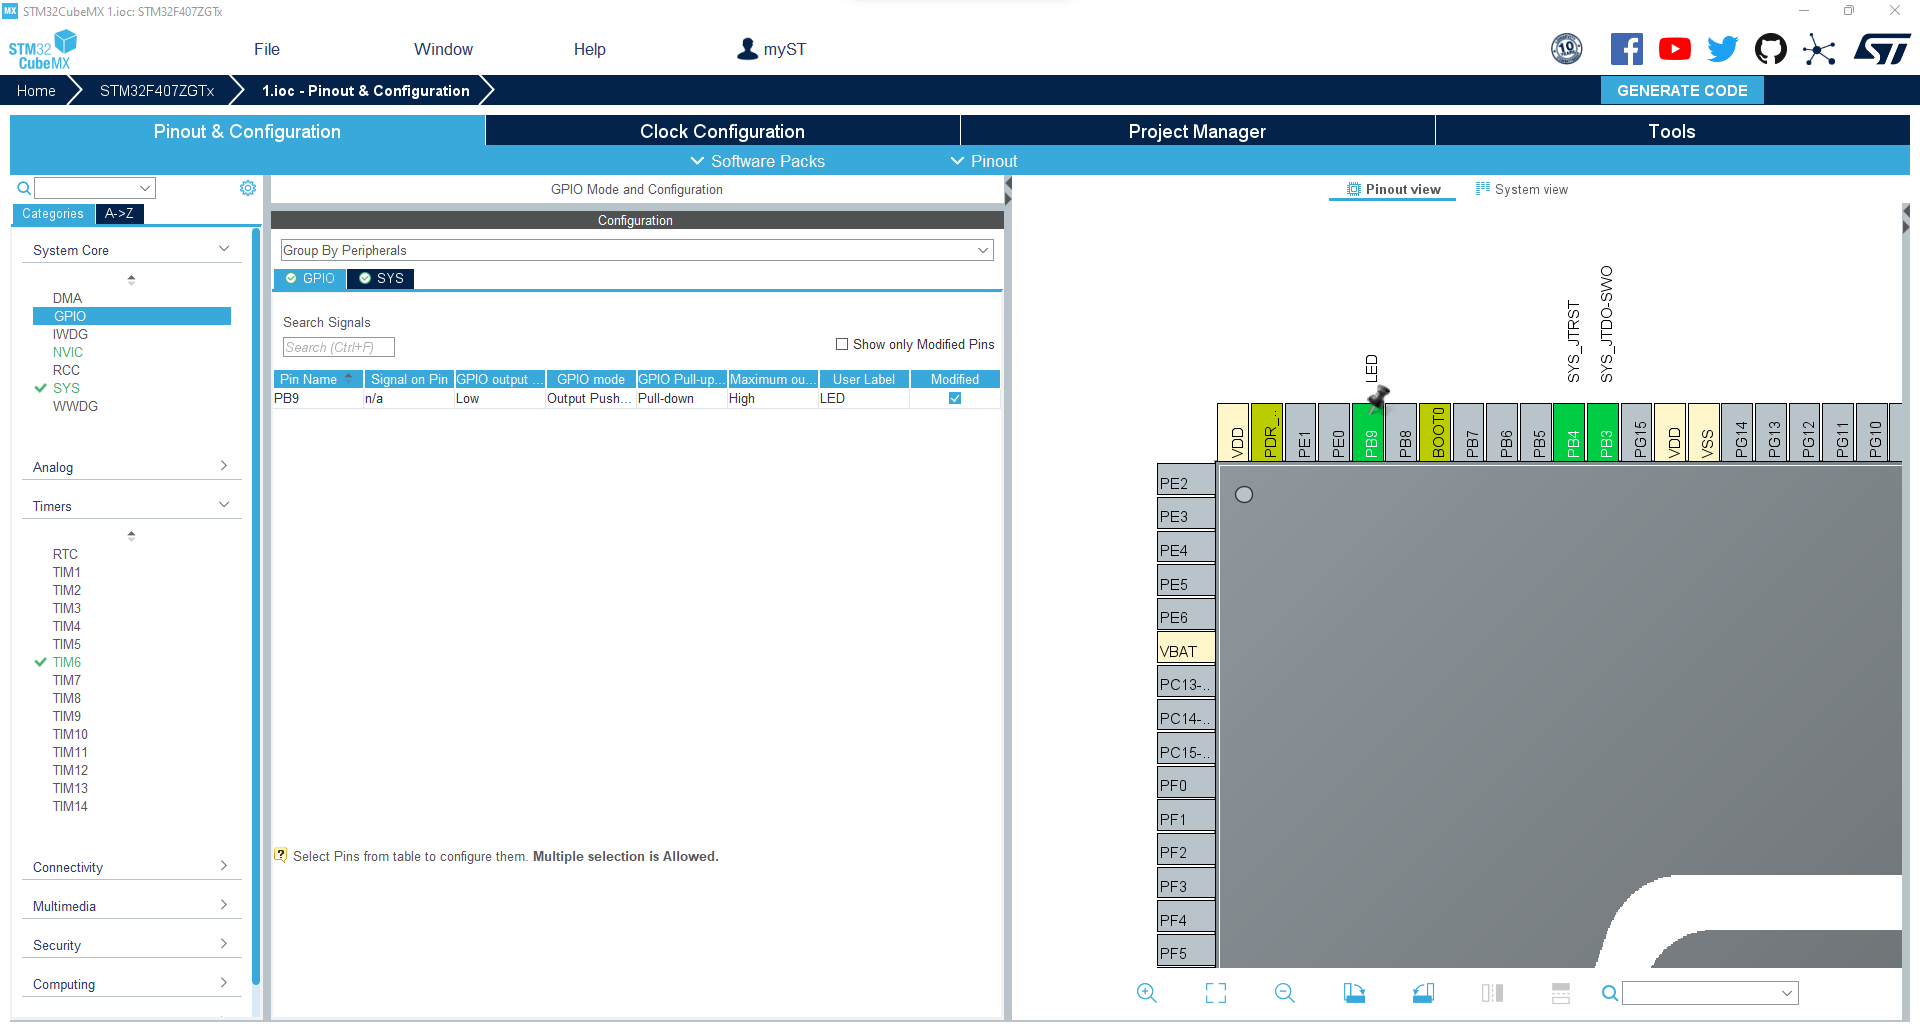 MX STM32CubeMX 1.ioc: STM32F407ZGTx
STM32
CubeMX
File
Window
Help
myST
10
ST
Home
STM32F407ZGTx
1.ioc - Pinout & Configuration
GENERATE CODE
Pinout & Configuration
Clock Configuration
Project Manager
Tools
Software Packs
Pinout
Categories
A->Z
System Core
DMA
GPIO
IWDG
NVIC
RCC
SYS
WWDG
Analog
Timers
RTC
TIM1
TIM2
TIM3
TIM4
TIM5
TIM6
TIM7
TIM8
TIM9
TIM10
TIM11
TIM12
TIM13
TIM14
Connectivity
Multimedia
Security
Computing
GPIO Mode and Configuration
Configuration
Group By Peripherals
GPIO
SYS
Search Signals
Search (Ctrl+F)
Show only Modified Pins
Pin Name Signal on Pin GPIO output ... GPIO mode GPIO Pull-up... Maximum ou... User Label Modified
PB9 n/a Low Output Push... Pull-down High LED
? Select Pins from table to configure them. Multiple selection is Allowed.
Pinout view
System view
LED
SYS_JTRST
SYS_JTDO-SWO
VDD
PDR_..
PE1
PE0
PB9
PB8
BOOT0
PB7
PB6
PB5
PB4
PB3
PG15
VDD
VSS
PG14
PG13
PG12
PG11
PG10
PE2
PE3
PE4
PE5
PE6
VBAT
PC13-..
PC14-..
PC15-..
PF0
PF1
PF2
PF3
PF4
PF5